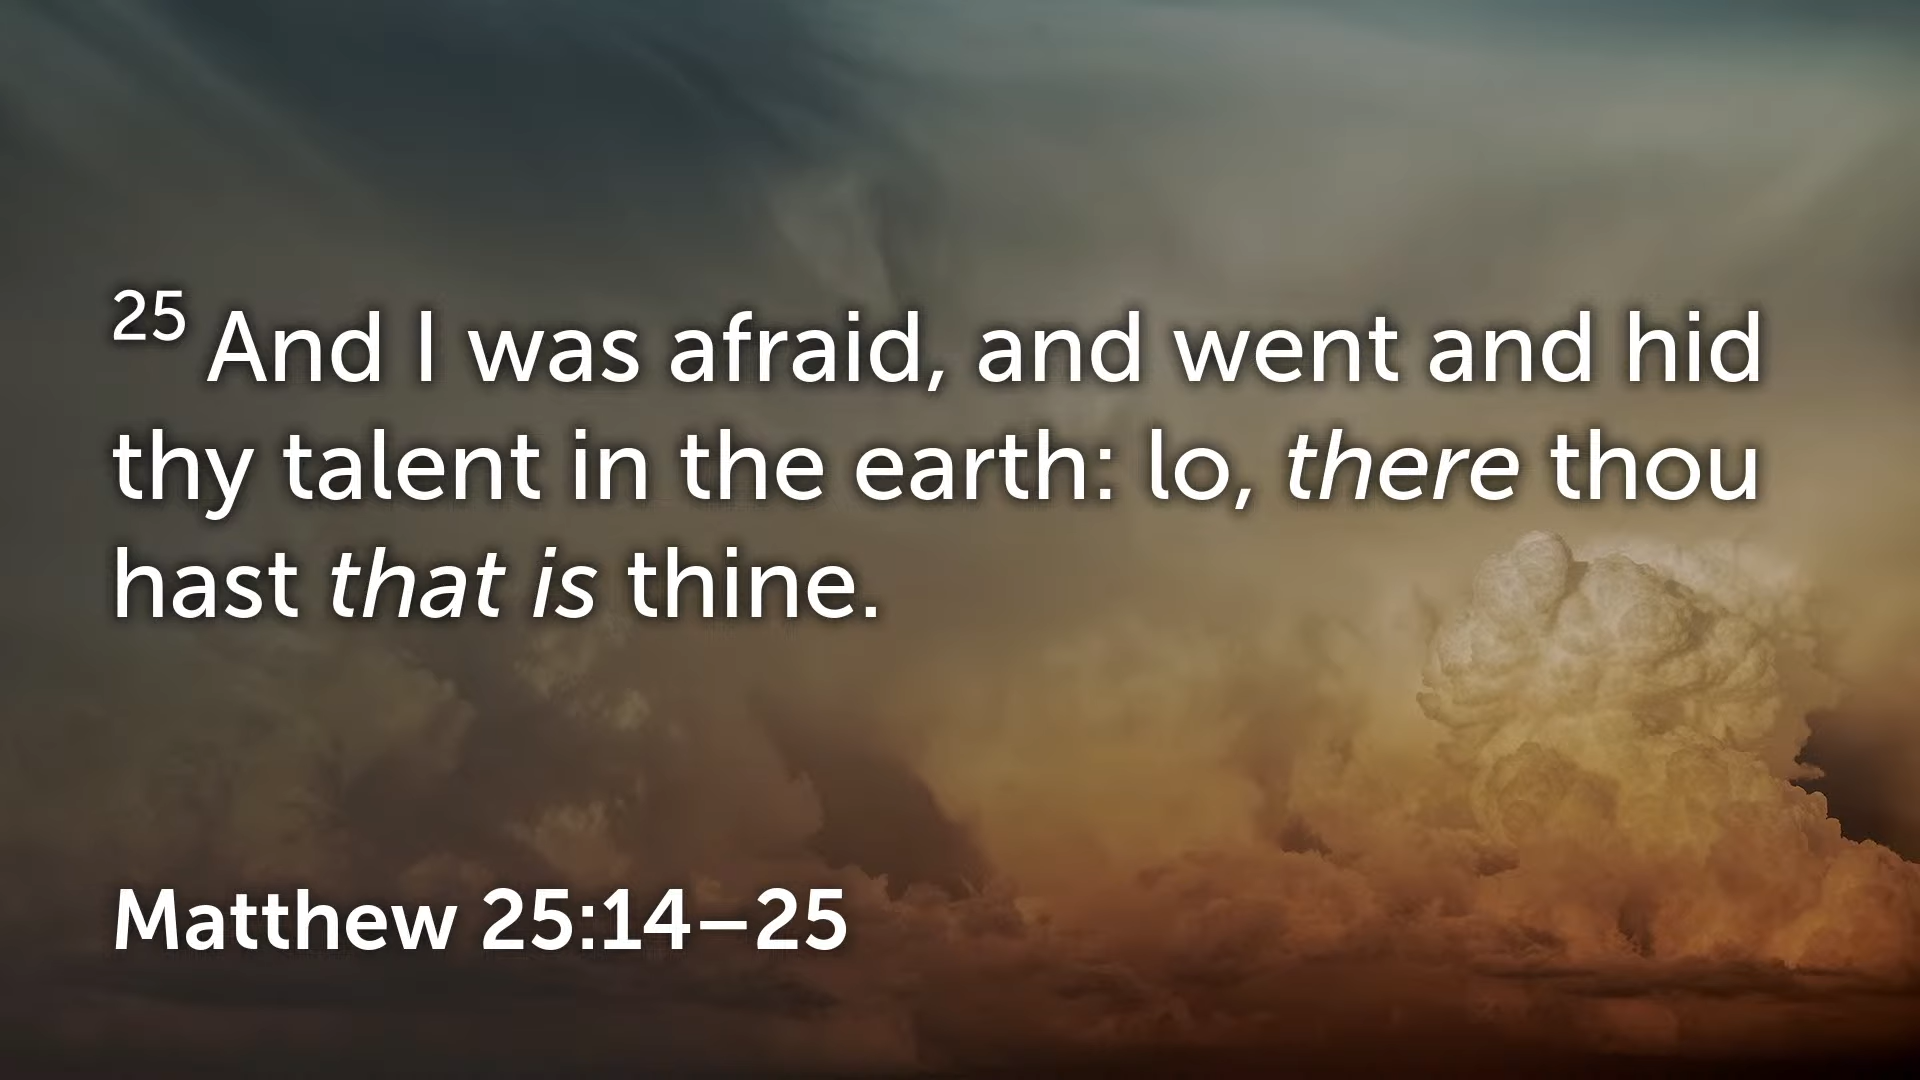 25 And I was afraid, and went and hid
thy talent in the earth: lo, there thou
hast that is thine.
Matthew 25:14–25